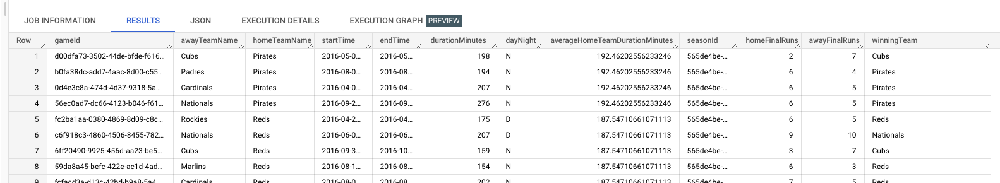 JOB INFORMATION RESULTS JSON EXECUTION DETAILS EXECUTION GRAPH PREVIEW
Row gameId awayTeamName homeTeamName startTime endTime durationMinutes dayNight averageHomeTeamDurationMinutes seasonId homeFinalRuns awayFinalRuns winningTeam
1 d00dfa73-3502-44de-bfde-f616... Cubs Pirates 2016-05-0... 2016-05... 198 N 192.46202556233246 565de4be-... 2 7 Cubs
2 b0fa38dc-add7-4aac-8d00-c55... Padres Pirates 2016-08-0... 2016-08... 194 N 192.46202556233246 565de4be-... 6 4 Pirates
3 0d4e3c8a-474d-4d37-9318-5a... Cardinals Pirates 2016-04-0... 2016-04... 207 N 192.46202556233246 565de4be-... 6 5 Pirates
4 56ec0ad7-dc66-4123-b046-f61... Nationals Pirates 2016-09-2... 2016-09... 276 N 192.46202556233246 565de4be-... 6 5 Pirates
5 fc2ba1aa-0380-4869-8d09-c8c... Rockies Reds 2016-04-2... 2016-04... 175 D 187.54710661071113 565de4be-... 6 5 Reds
6 c6f918c3-4860-4506-8455-782... Nationals Reds 2016-06-0... 2016-06... 207 D 187.54710661071113 565de4be-... 9 10 Nationals
7 6ff20490-9925-456d-aa23-be5... Cubs Reds 2016-09-3... 2016-10... 159 N 187.54710661071113 565de4be-... 3 7 Cubs
8 59da8a45-befc-422e-ac1d-4ad... Marlins Reds 2016-08-1... 2016-08... 154 N 187.54710661071113 565de4be-... 6 3 Reds
9 fcfacd3a-d13c-42bd-b9a8-5a4 Cardinals Reds 2016-08-0 2016-08 202 N 187.54710661071113 565de4be- 7 5 Reds